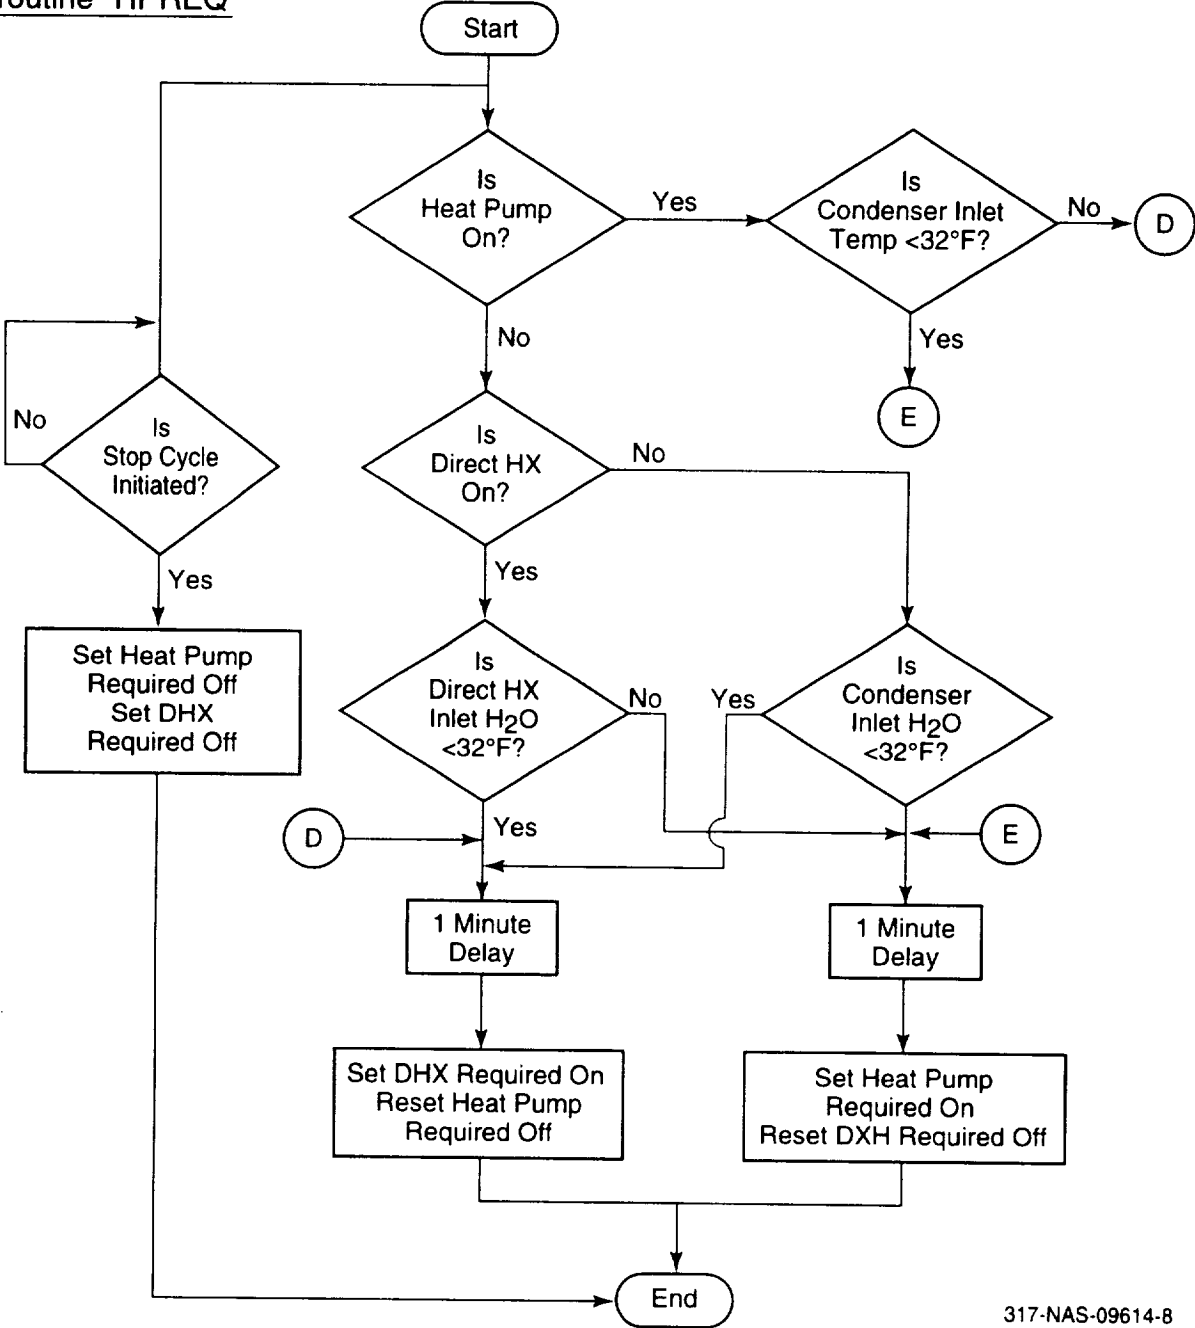 Start
Is
Heat Pump
On?
Yes
Is
Condenser Inlet
Temp <32°F?
No
D
No
Yes
E
No
Is
Stop Cycle
Initiated?
Is
Direct HX
On?
No
Yes
Yes
Set Heat Pump
Required Off
Set DHX
Required Off
Is
Direct HX
Inlet H2O
<32°F?
No
Yes
Is
Condenser
Inlet H2O
<32°F?
D
Yes
E
1 Minute
Delay
1 Minute
Delay
Set DHX Required On
Reset Heat Pump
Required Off
Set Heat Pump
Required On
Reset DXH Required Off
End
317-NAS-09614-8